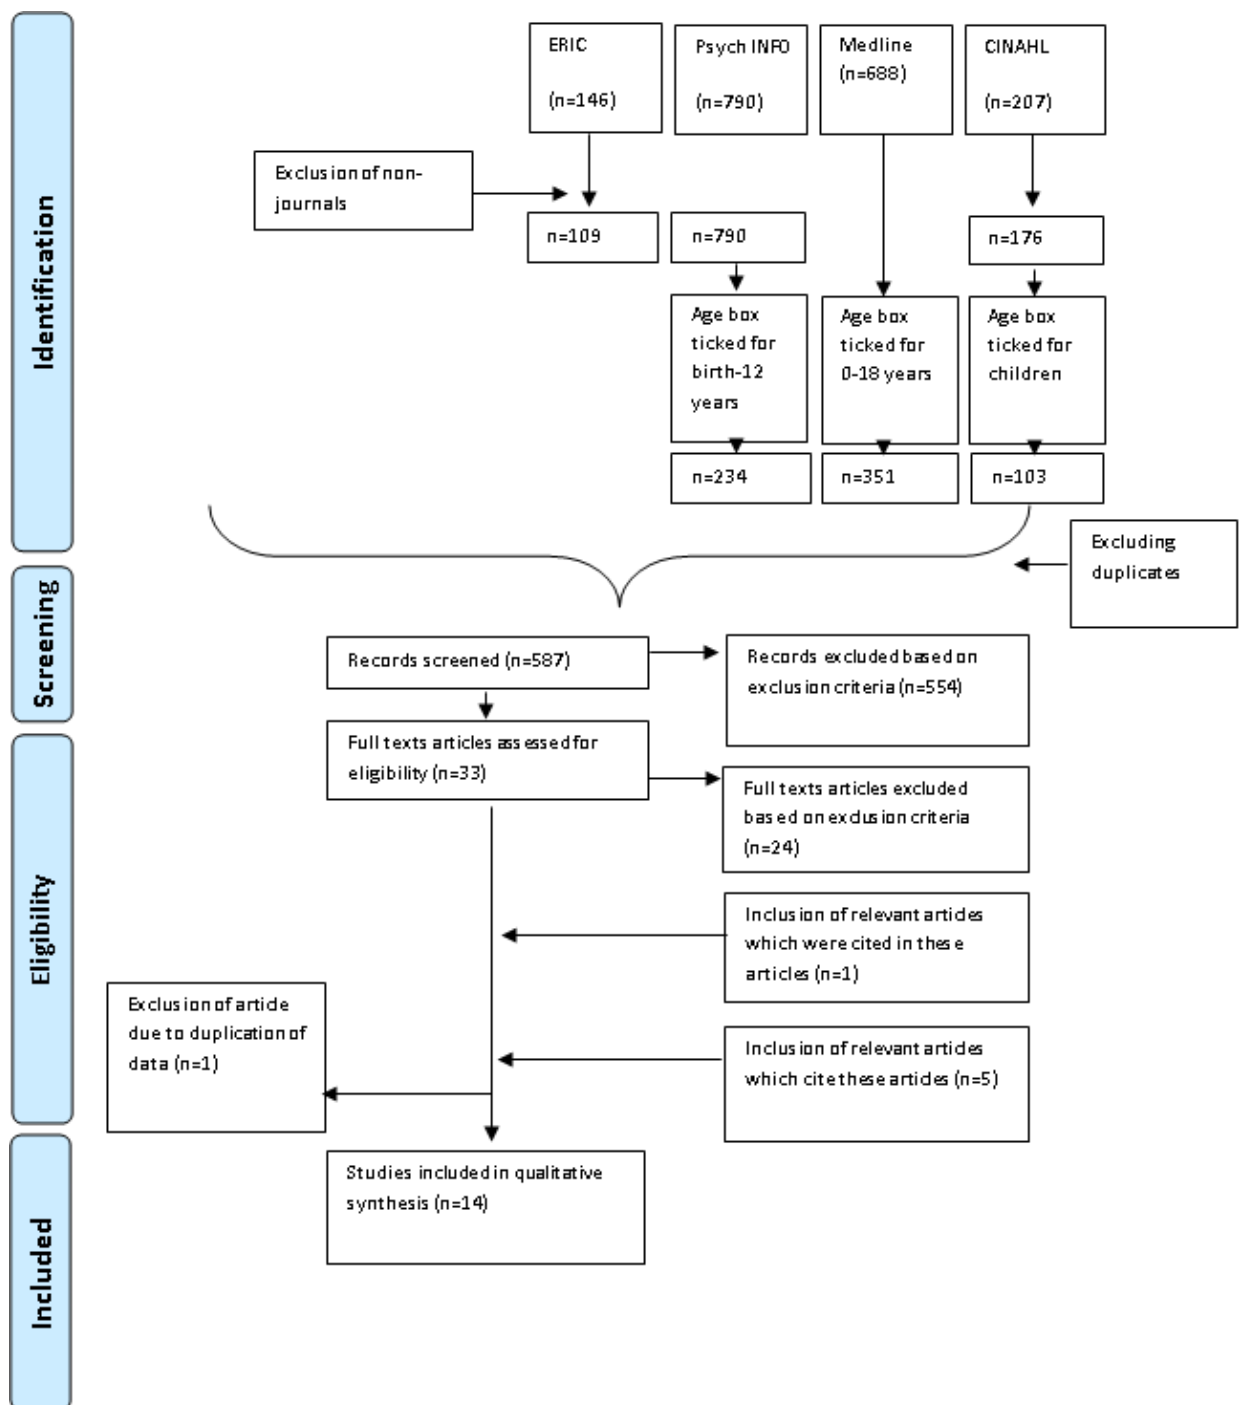 Identification
ERIC
(n=146)
Psych INFO
(n=790)
Medline
(n=688)
CINAHL
(n=207)
Exclusion of non-
journals
n=109
n=790
n=176
Age box
ticked for
birth-12
years
Age box
ticked for
0-18 years
Age box
ticked for
children
n=234
n=351
n=103
Excluding
duplicates
Screening
Records screened (n=587)
Records excluded based on
exclusion criteria (n=554)
Eligibility
Full texts articles assessed for
eligibility (n=33)
Full texts articles excluded
based on exclusion criteria
(n=24)
Inclusion of relevant articles
which were cited in these
articles (n=1)
Exclusion of article
due to duplication of
data (n=1)
Inclusion of relevant articles
which cite these articles (n=5)
Included
Studies included in qualitative
synthesis (n=14)